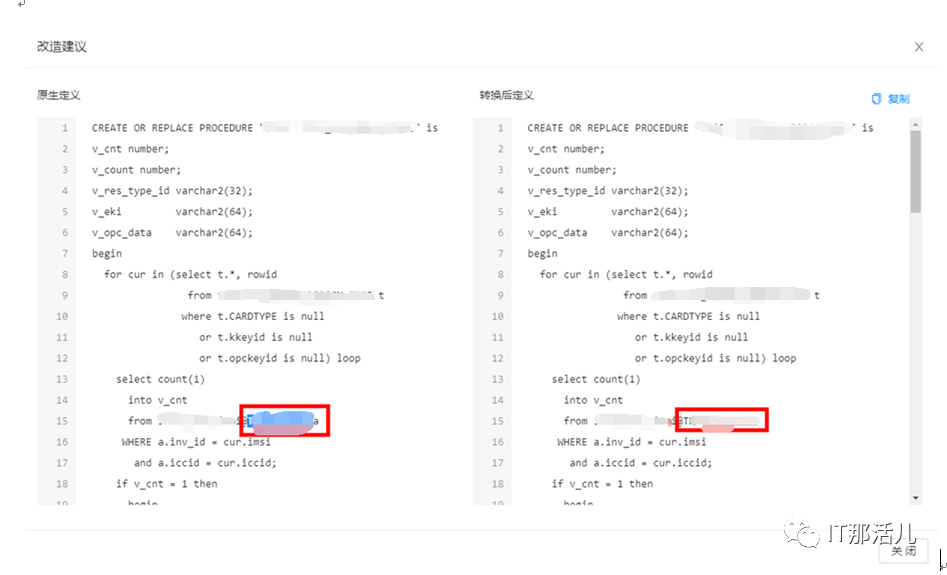 改造建议
原生定义
转换后定义
复制
1 CREATE OR REPLACE PROCEDURE is
2 v_cnt number;
3 v_count number;
4 v_res_type_id varchar2(32);
5 v_eki varchar2(64);
6 v_opc_data varchar2(64);
7 begin
8 for cur in (select t.*, rowid
9 from t
10 where t.CARDTYPE is null
11 or t.kkeyid is null
12 or t.opckeyid is null) loop
13 select count(1)
14 into v_cnt
15 from
16 WHERE a.inv_id = cur.imsi
17 and a.iccid = cur.iccid;
18 if v_cnt = 1 then
19 begin
1 CREATE OR REPLACE PROCEDURE is
2 v_cnt number;
3 v_count number;
4 v_res_type_id varchar2(32);
5 v_eki varchar2(64);
6 v_opc_data varchar2(64);
7 begin
8 for cur in (select t.*, rowid
9 from t
10 where t.CARDTYPE is null
11 or t.kkeyid is null
12 or t.opckeyid is null) loop
13 select count(1)
14 into v_cnt
15 from
16 WHERE a.inv_id = cur.imsi
17 and a.iccid = cur.iccid;
18 if v_cnt = 1 then
19 begin
IT那活儿
关闭